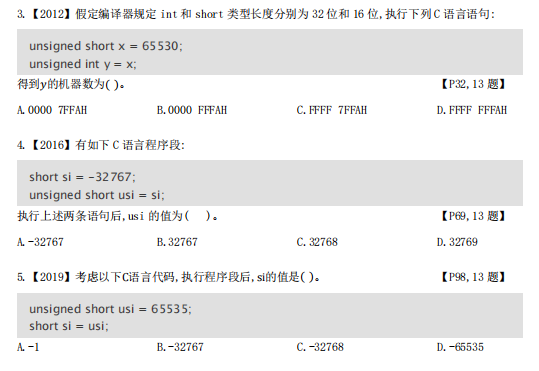 3.【2012】假定编译器规定 int 和 short 类型长度分别为 32 位和 16 位,执行下列 C 语言语句:
unsigned short x = 65530;
unsigned int y = x;
得到y的机器数为( )。 【P32,13 题】
A.0000 7FFAH B.0000 FFFAH C.FFFF 7FFAH D.FFFF FFFAH
4.【2016】有如下 C 语言程序段:
short si = -32767;
unsigned short usi = si;
执行上述两条语句后,usi 的值为( )。 【P69,13 题】
A.-32767 B.32767 C.32768 D.32769
5.【2019】考虑以下C语言代码,执行程序段后,si的值是( )。 【P98,13 题】
unsigned short usi = 65535;
short si = usi;
A.-1 B.-32767 C.-32768 D.-65535